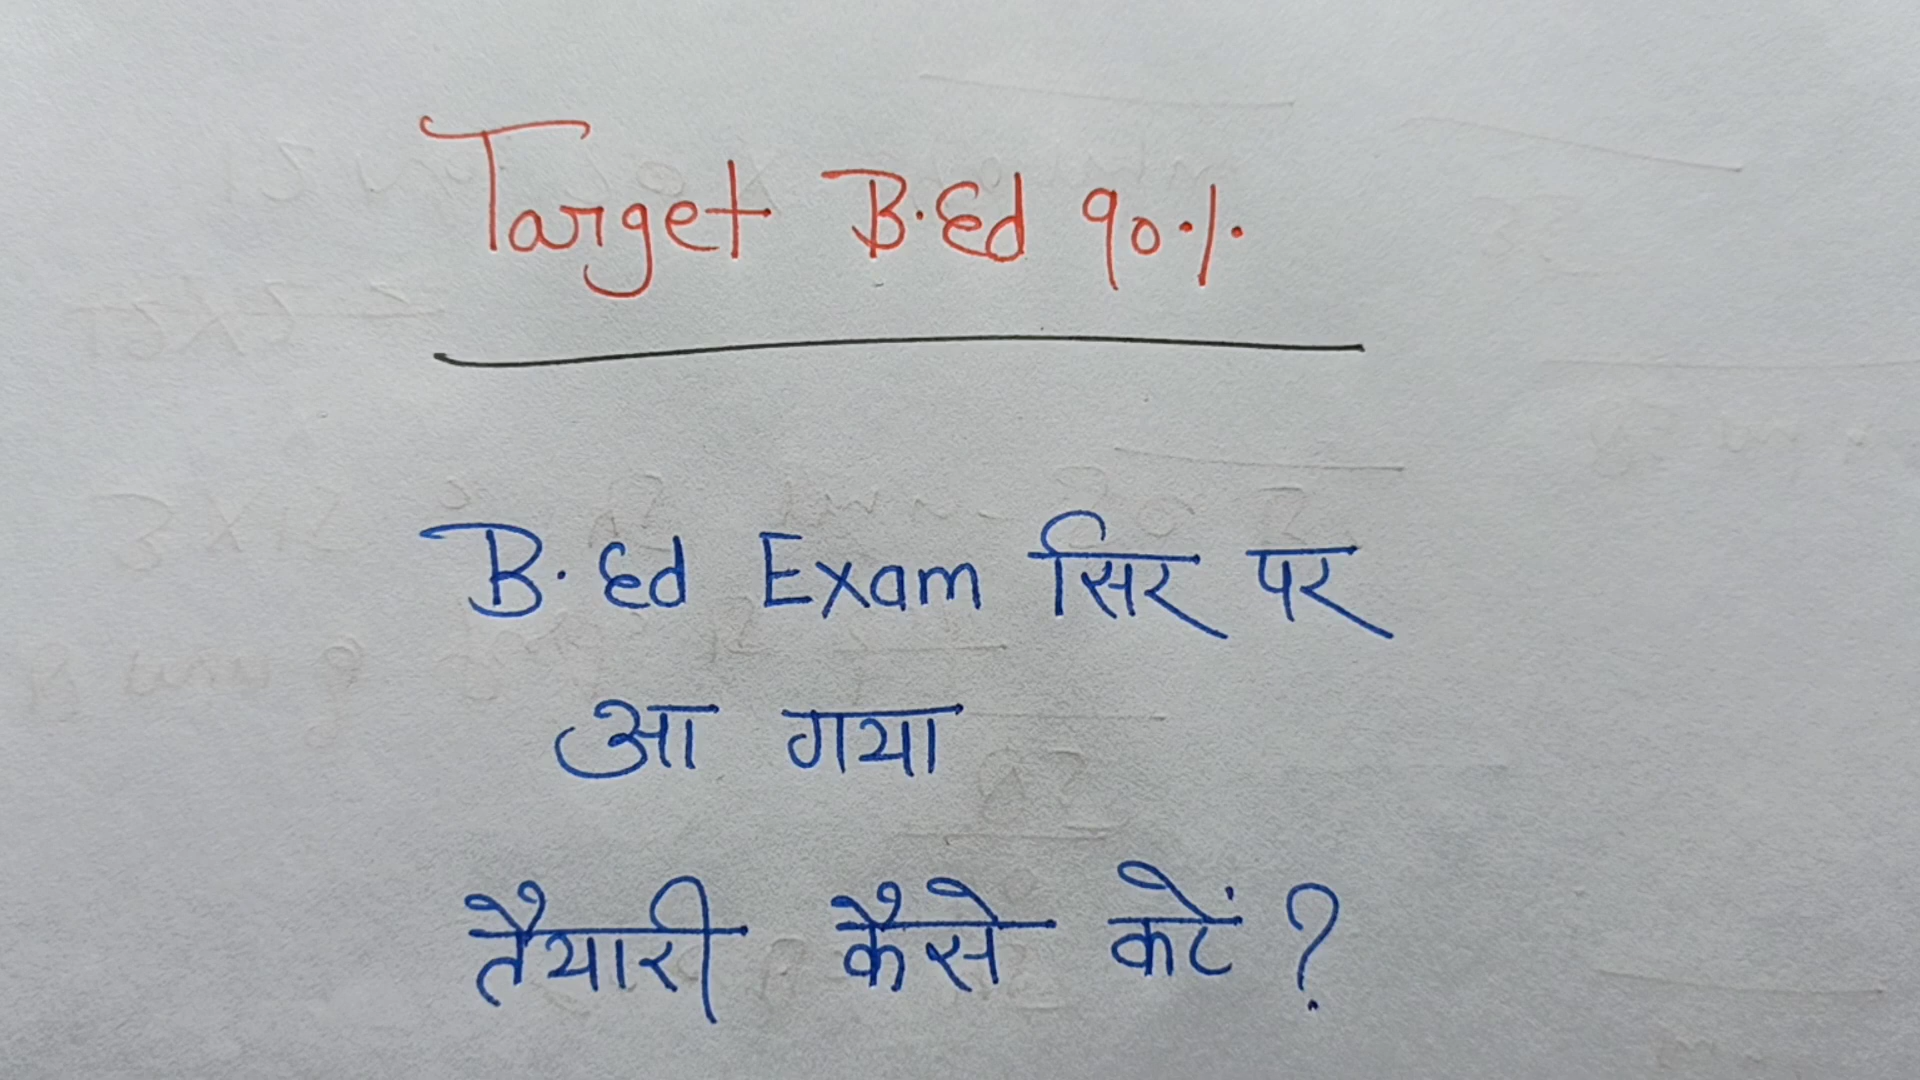 Target B.Ed 90%
B.Ed Exam सिर पर
आ गया
तैयारी कैसे करें?